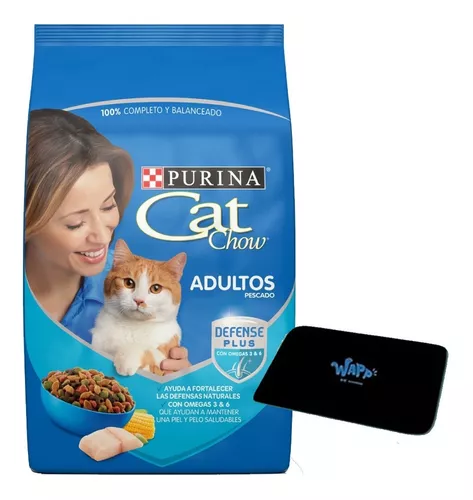 100% COMPLETO Y BALANCEADO
PURINA
Cat
Chow
ADULTOS
PESCADO
DEFENSE
PLUS
CON OMEGAS 3 & 6
AYUDA A FORTALECER
LAS DEFENSAS NATURALES
CON OMEGAS 3 & 6
QUE AYUDAN A MANTENER
UNA PIEL Y PELO SALUDABLES
WAPP